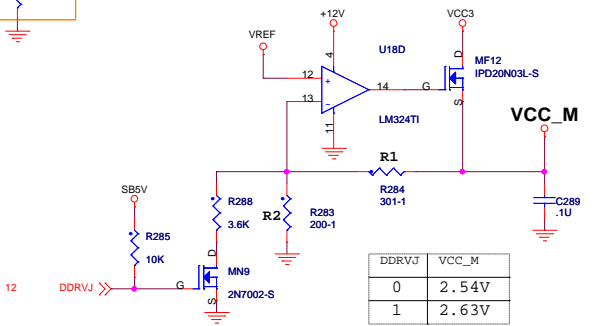 +12V
VCC3
VREF
U18D
4
D
MF12
IPD20N03L-S
12
+
14
G
13
-
S
11
LM324TI
VCC_M
R1
SB5V
R288
3.6K
R2
R283
200-1
R284
301-1
C289
.1U
R285
10K
D
MN9
12
DDRVJ
G
S
2N7002-S
DDRVJ VCC_M
0 2.54V
1 2.63V